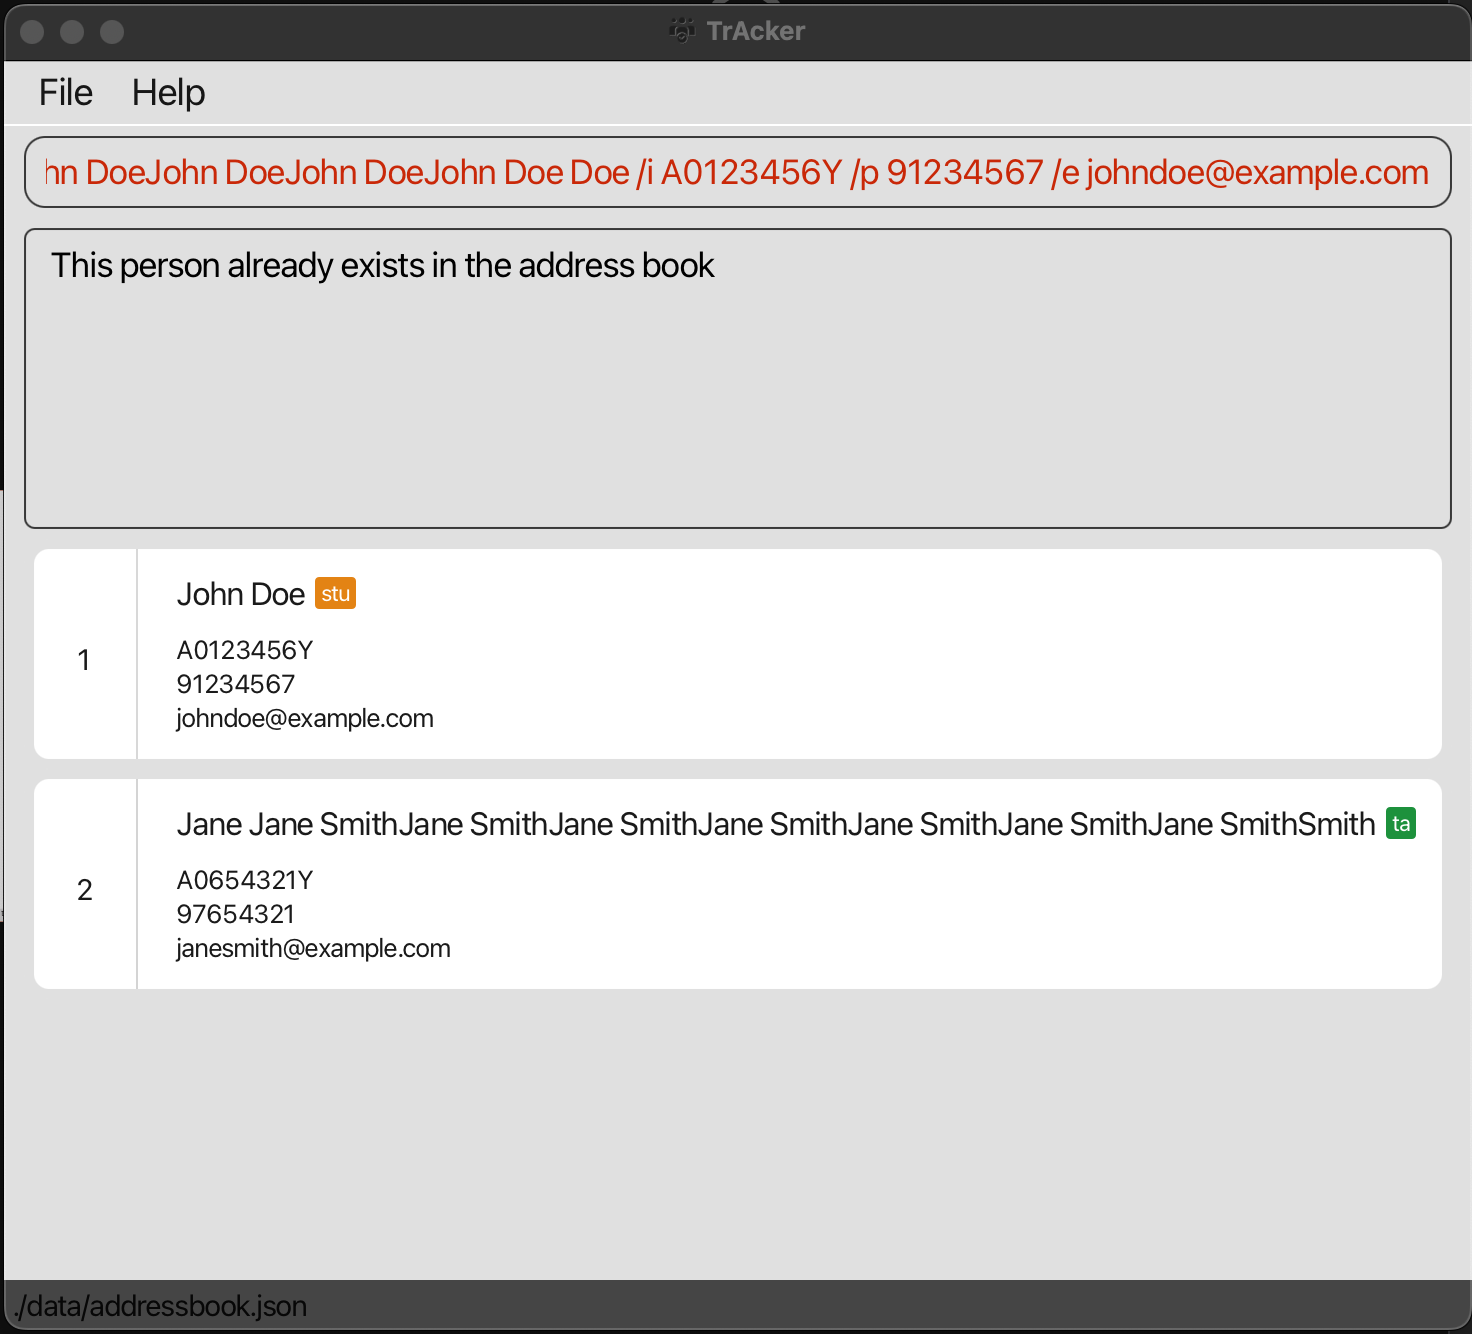 TrAcker
File Help
hn DoeJohn DoeJohn DoeJohn Doe Doe /i A0123456Y /p 91234567 /e johndoe@example.com
This person already exists in the address book
John Doe stu
1
A0123456Y
91234567
johndoe@example.com
Jane Jane SmithJane SmithJane SmithJane SmithJane SmithJane SmithJane SmithSmith ta
2
A0654321Y
97654321
janesmith@example.com
./data/addressbook.json